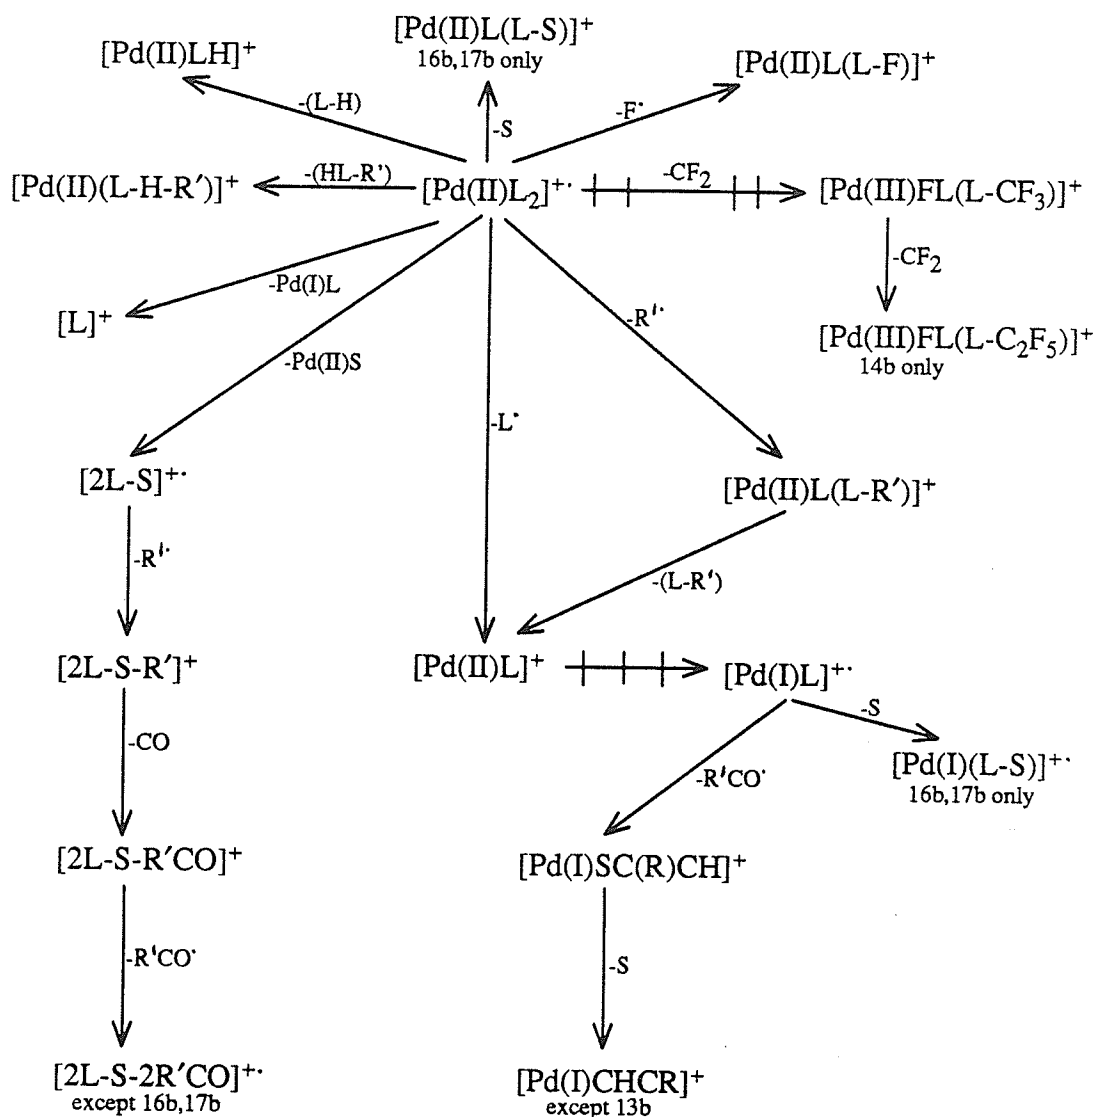 [Pd(II)L(L-S)]+
16b,17b only
[Pd(II)LH]+
[Pd(II)L(L-F)]+
-(L-H)
-S
-F·
[Pd(II)(L-H-R′)]+
-(HL-R')
[Pd(II)L2]+·
-CF2
[Pd(III)FL(L-CF3)]+
-CF2
[Pd(III)FL(L-C2F5)]+
14b only
-Pd(I)L
[L]+
-Pd(II)S
-R′·
-L·
[2L-S]+·
[Pd(II)L(L-R′)]+
-R′·
-(L-R′)
[2L-S-R′]+
[Pd(II)L]+
[Pd(I)L]+·
-CO
-S
-R′CO·
[Pd(I)(L-S)]+·
16b,17b only
[2L-S-R′CO]+
[Pd(I)SC(R)CH]+
-R′CO·
-S
[2L-S-2R′CO]+·
except 16b,17b
[Pd(I)CHCR]+
except 13b